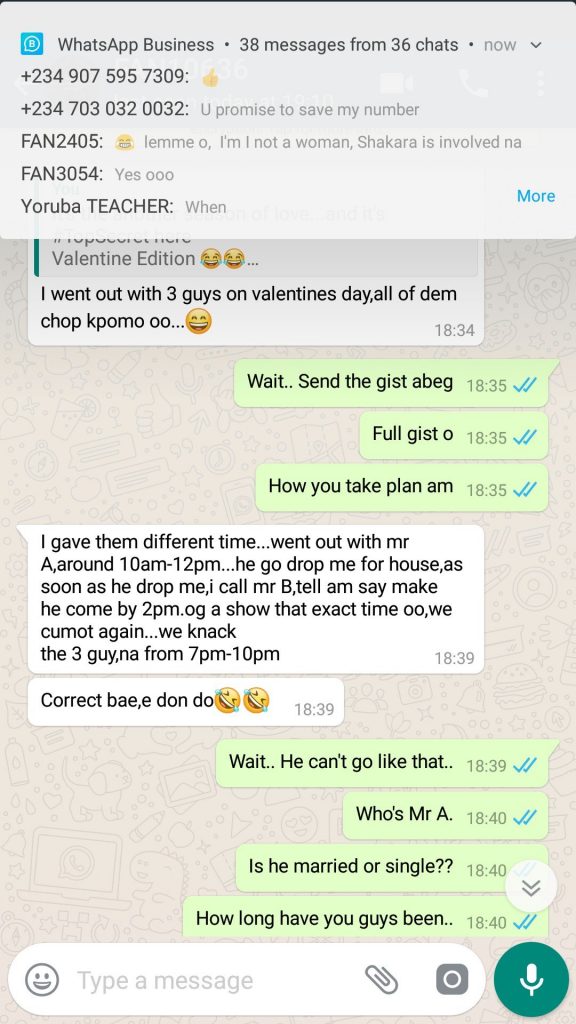 WhatsApp Business • 38 messages from 36 chats • now
+234 907 595 7309: 👍
+234 703 032 0032: U promise to save my number
FAN2405: 😁 lemme o, I'm I not a woman, Shakara is involved na
FAN3054: Yes ooo
Yoruba TEACHER: When
More
You
season of love...and it's
#TopSecret here
Valentine Edition 😂😂...
I went out with 3 guys on valentines day,all of dem
chop kpomo oo...😄
18:34
Wait.. Send the gist abeg 18:35
Full gist o 18:35
How you take plan am 18:35
I gave them different time...went out with mr
A,around 10am-12pm...he go drop me for house,as
soon as he drop me,i call mr B,tell am say make
he come by 2pm.og a show that exact time oo,we
cumot again...we knack
the 3 guy,na from 7pm-10pm
18:39
Correct bae,e don do🤣🤣 18:39
Wait.. He can't go like that.. 18:39
Who's Mr A. 18:40
Is he married or single?? 18:40
How long have you guys been.. 18:40
Type a message